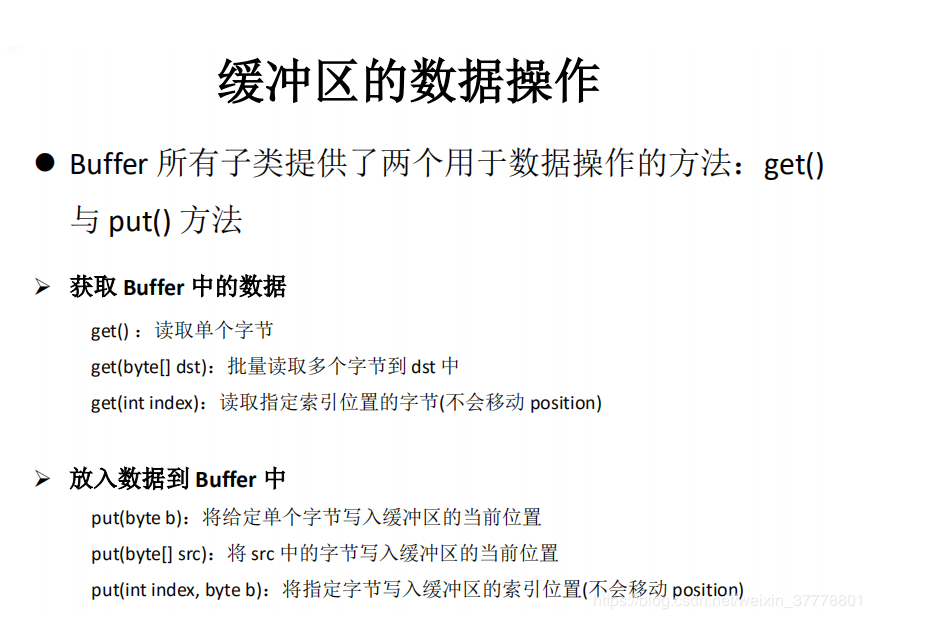 缓冲区的数据操作
● Buffer 所有子类提供了两个用于数据操作的方法：get()
与 put() 方法
➢ 获取 Buffer 中的数据
get() ：读取单个字节
get(byte[] dst)：批量读取多个字节到 dst 中
get(int index)：读取指定索引位置的字节(不会移动 position)
➢ 放入数据到 Buffer 中
put(byte b)：将给定单个字节写入缓冲区的当前位置
put(byte[] src)：将 src 中的字节写入缓冲区的当前位置
put(int index, byte b)：将指定字节写入缓冲区的索引位置(不会移动 position)
https://blog.csdn.net/weixin_37778801